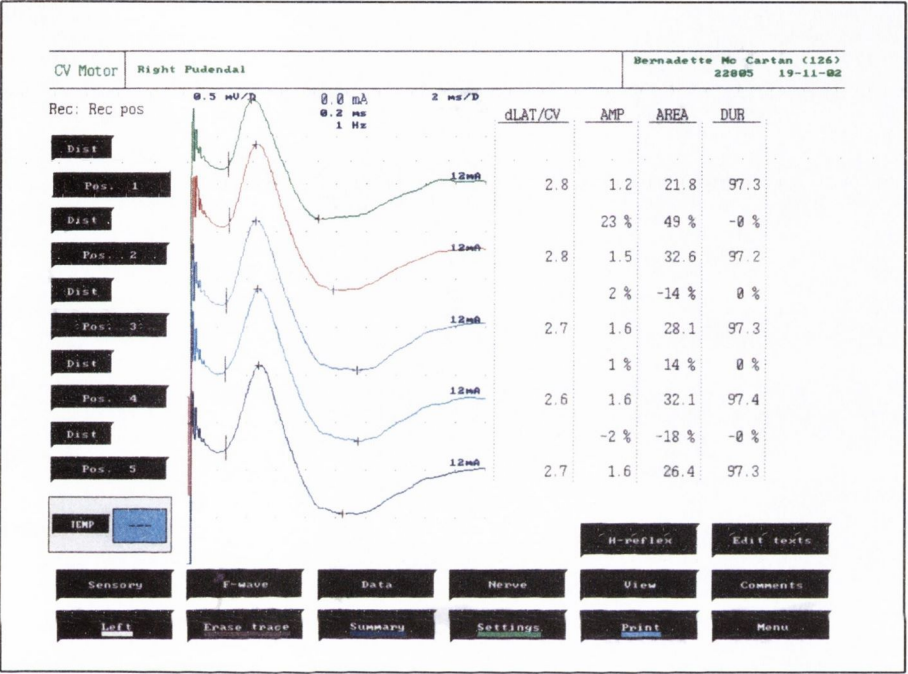 CV Motor Right Pudendal Bernadette Mc Cartan (126)
22805 19-11-02
Rec: Rec pos 0.5 mV/D 0.0 mA 2 ms/D
0.2 ms
1 Hz
dLAT/CV AMP AREA DUR
Dist
12mA
Pos. 1 2.8 1.2 21.8 97.3
Dist 23 % 49 % -0 %
12mA
Pos. 2 2.8 1.5 32.6 97.2
Dist 2 % -14 % 0 %
12mA
Pos. 3 2.7 1.6 28.1 97.3
Dist 1 % 14 % 0 %
12mA
Pos. 4 2.6 1.6 32.1 97.4
Dist -2 % -18 % -0 %
12mA
Pos. 5 2.7 1.6 26.4 97.3
TEMP ---
H-reflex Edit texts
Sensory F-wave Data Nerve View Comments
Left Erase trace Summary Settings Print Menu